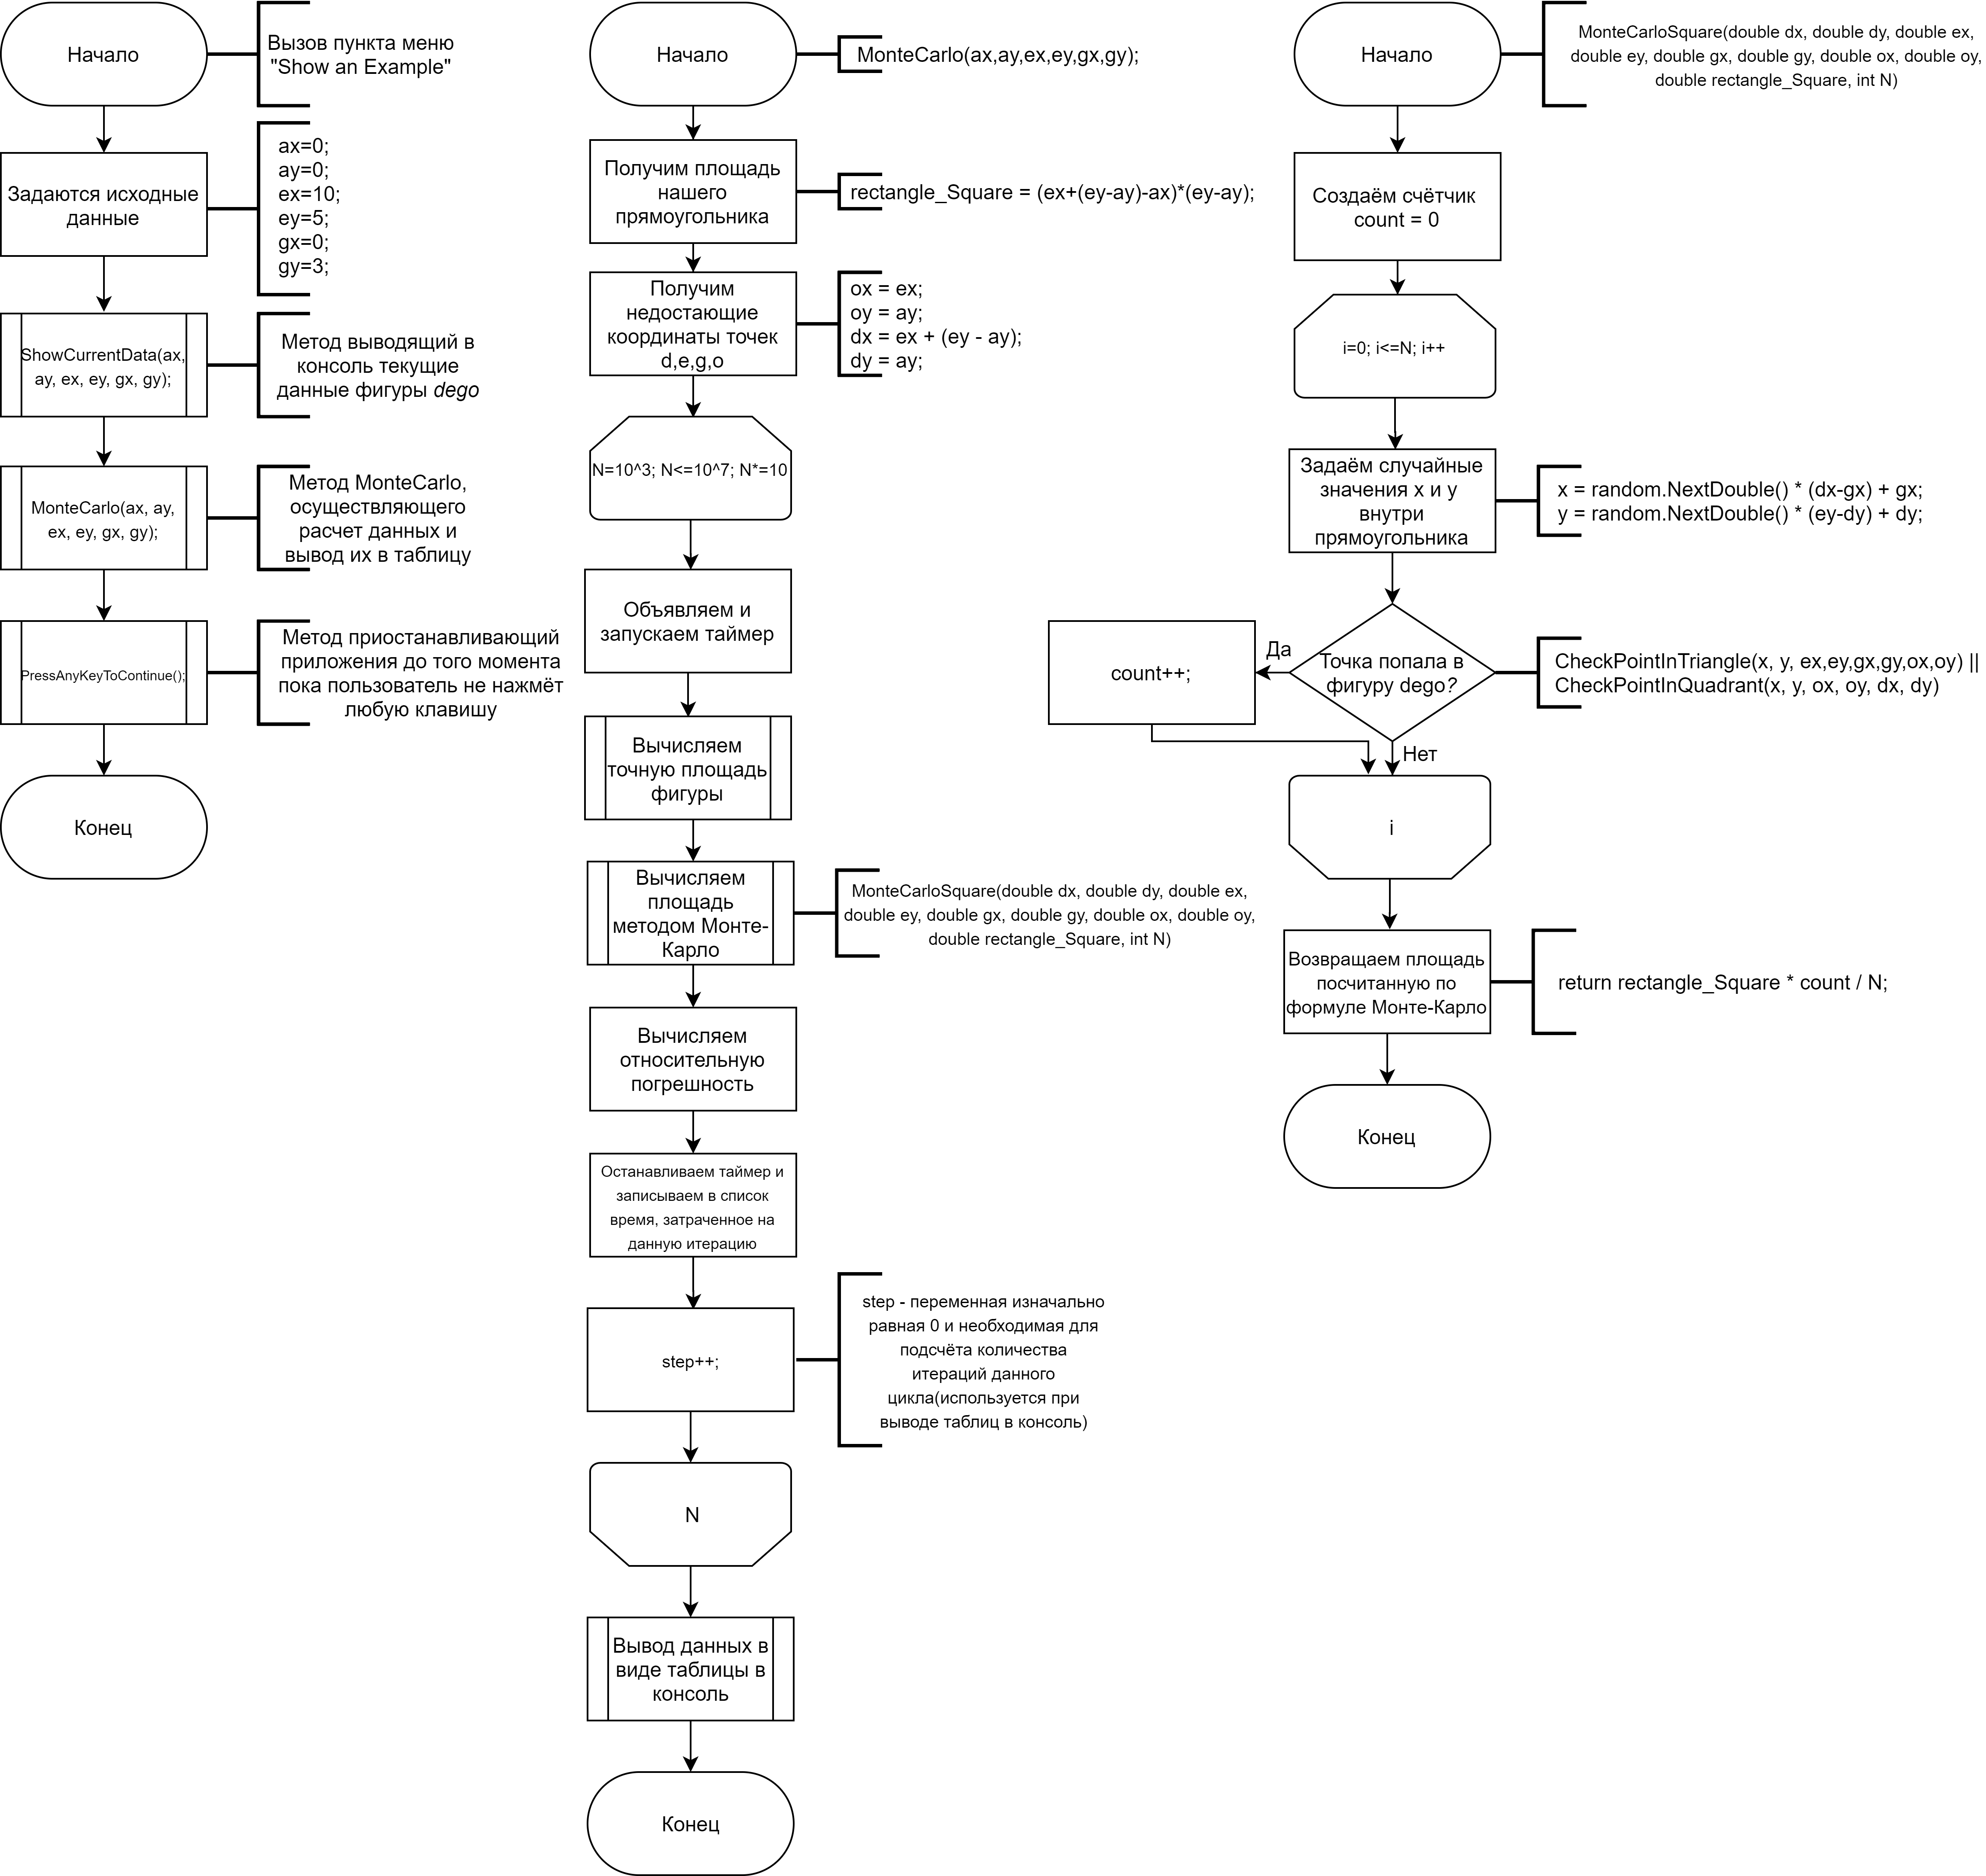 Начало
Вызов пункта меню
"Show an Example"
Задаются исходные
данные
ax=0;
ay=0;
ex=10;
ey=5;
gx=0;
gy=3;
ShowCurrentData(ax,
ay, ex, ey, gx, gy);
Метод выводящий в
консоль текущие
данные фигуры dego
MonteCarlo(ax, ay,
ex, ey, gx, gy);
Метод MonteCarlo,
осуществляющего
расчет данных и
вывод их в таблицу
PressAnyKeyToContinue();
Метод приостанавливающий
приложения до того момента
пока пользователь не нажмёт
любую клавишу
Конец
Начало
MonteCarlo(ax,ay,ex,ey,gx,gy);
Получим площадь
нашего
прямоугольника
rectangle_Square = (ex+(ey-ay)-ax)*(ey-ay);
Получим
недостающие
координаты точек
d,e,g,o
ox = ex;
oy = ay;
dx = ex + (ey - ay);
dy = ay;
N=10^3; N<=10^7; N*=10
Объявляем и
запускаем таймер
Вычисляем
точную площадь
фигуры
Вычисляем
площадь
методом Монте-
Карло
MonteCarloSquare(double dx, double dy, double ex,
double ey, double gx, double gy, double ox, double oy,
double rectangle_Square, int N)
Вычисляем
относительную
погрешность
Останавливаем таймер и
записываем в список
время, затраченное на
данную итерацию
step++;
step - переменная изначально
равная 0 и необходимая для
подсчёта количества
итераций данного
цикла(используется при
выводе таблиц в консоль)
N
Вывод данных в
виде таблицы в
консоль
Конец
Начало
MonteCarloSquare(double dx, double dy, double ex,
double ey, double gx, double gy, double ox, double oy,
double rectangle_Square, int N)
Создаём счётчик
count = 0
i=0; i<=N; i++
Задаём случайные
значения x и y
внутри
прямоугольника
x = random.NextDouble() * (dx-gx) + gx;
y = random.NextDouble() * (ey-dy) + dy;
Точка попала в
фигуру dego?
CheckPointInTriangle(x, y, ex,ey,gx,gy,ox,oy) ||
CheckPointInQuadrant(x, y, ox, oy, dx, dy)
Да
count++;
Нет
i
Возвращаем площадь
посчитанную по
формуле Монте-Карло
return rectangle_Square * count / N;
Конец